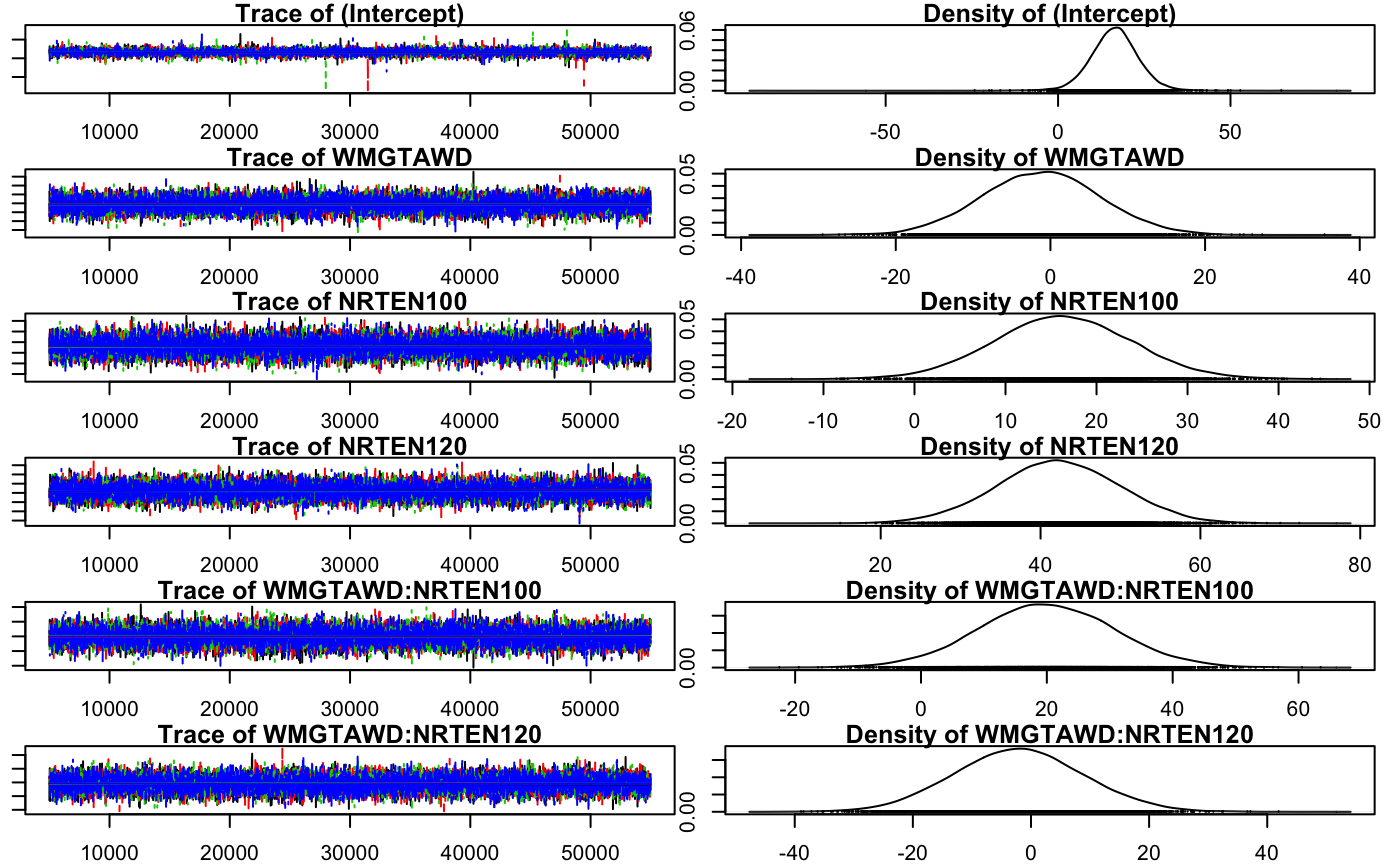 Trace of (Intercept)
10000 20000 30000 40000 50000
Density of (Intercept)
0.00 0.06
-50 0 50
Trace of WMGTAWD
10000 20000 30000 40000 50000
Density of WMGTAWD
0.00 0.05
-40 -20 0 20 40
Trace of NRTEN100
10000 20000 30000 40000 50000
Density of NRTEN100
0.00 0.05
-20 -10 0 10 20 30 40 50
Trace of NRTEN120
10000 20000 30000 40000 50000
Density of NRTEN120
0.00 0.05
20 40 60 80
Trace of WMGTAWD:NRTEN100
10000 20000 30000 40000 50000
Density of WMGTAWD:NRTEN100
0.00
-20 0 20 40 60
Trace of WMGTAWD:NRTEN120
10000 20000 30000 40000 50000
Density of WMGTAWD:NRTEN120
0.00
-40 -20 0 20 40